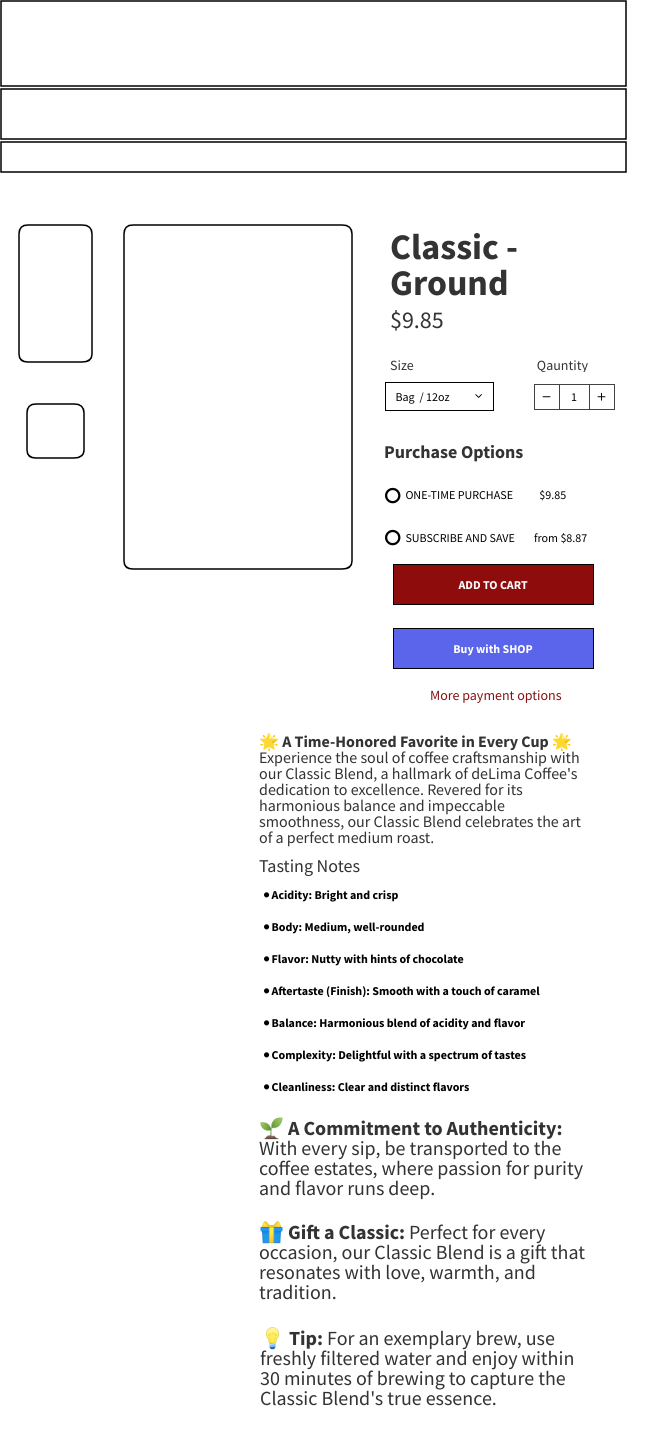 Classic -
Ground
$9.85
Size
Qauntity
Bag / 12oz
− 1 +
Purchase Options
ONE-TIME PURCHASE $9.85
SUBSCRIBE AND SAVE from $8.87
ADD TO CART
Buy with SHOP
More payment options
🌟 A Time-Honored Favorite in Every Cup 🌟
Experience the soul of coffee craftsmanship with
our Classic Blend, a hallmark of deLima Coffee's
dedication to excellence. Revered for its
harmonious balance and impeccable
smoothness, our Classic Blend celebrates the art
of a perfect medium roast.
Tasting Notes
• Acidity: Bright and crisp
• Body: Medium, well-rounded
• Flavor: Nutty with hints of chocolate
• Aftertaste (Finish): Smooth with a touch of caramel
• Balance: Harmonious blend of acidity and flavor
• Complexity: Delightful with a spectrum of tastes
• Cleanliness: Clear and distinct flavors
🌱 A Commitment to Authenticity:
With every sip, be transported to the
coffee estates, where passion for purity
and flavor runs deep.
🎁 Gift a Classic: Perfect for every
occasion, our Classic Blend is a gift that
resonates with love, warmth, and
tradition.
💡 Tip: For an exemplary brew, use
freshly filtered water and enjoy within
30 minutes of brewing to capture the
Classic Blend's true essence.